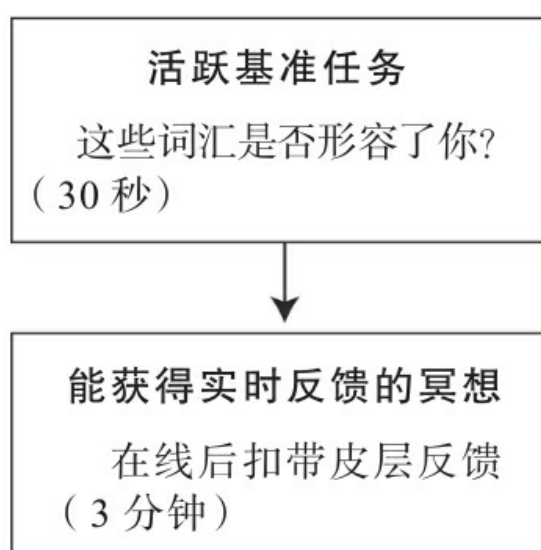 活跃基准任务
这些词汇是否形容了你?
（30 秒）
能获得实时反馈的冥想
在线后扣带皮层反馈
（3 分钟）